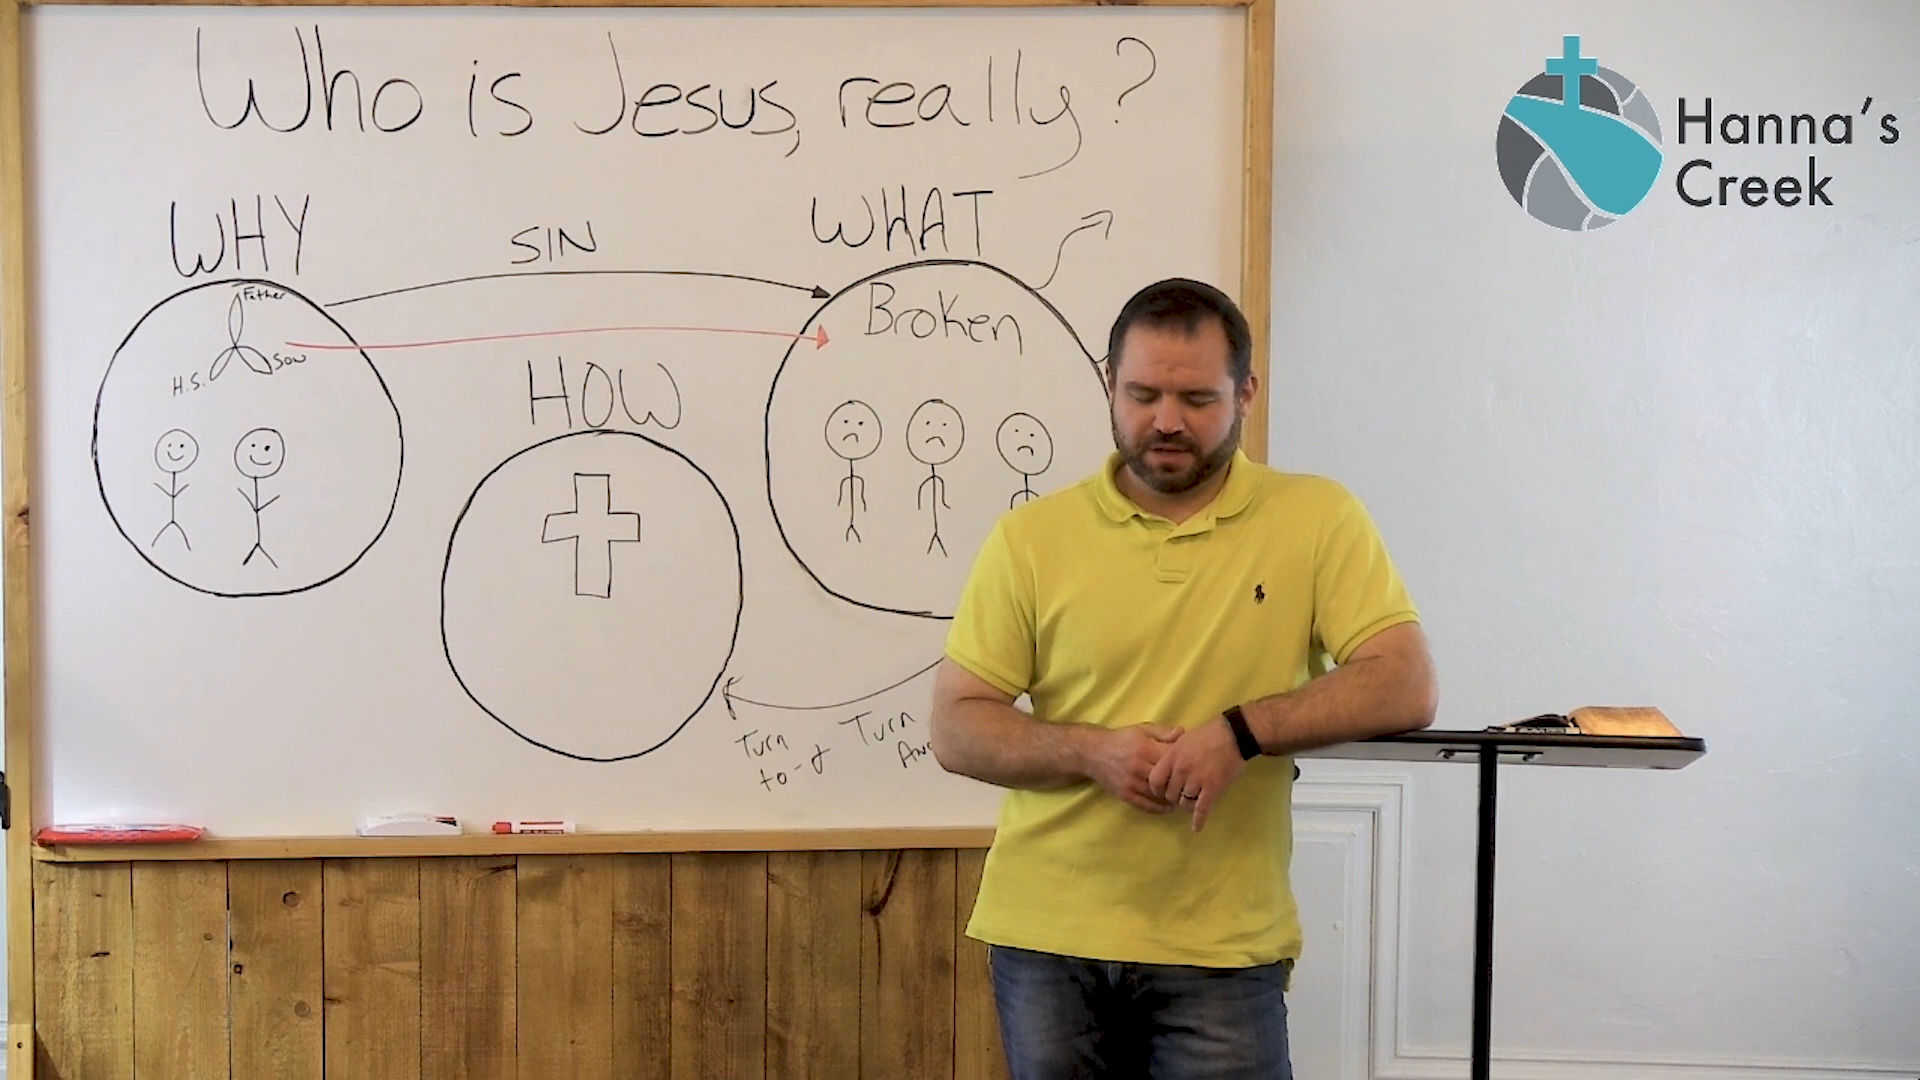 Who is Jesus, really?
Hanna's
Creek
WHY
SIN
WHAT
Father
Son
H.S.
Broken
HOW
Turn
to
Turn